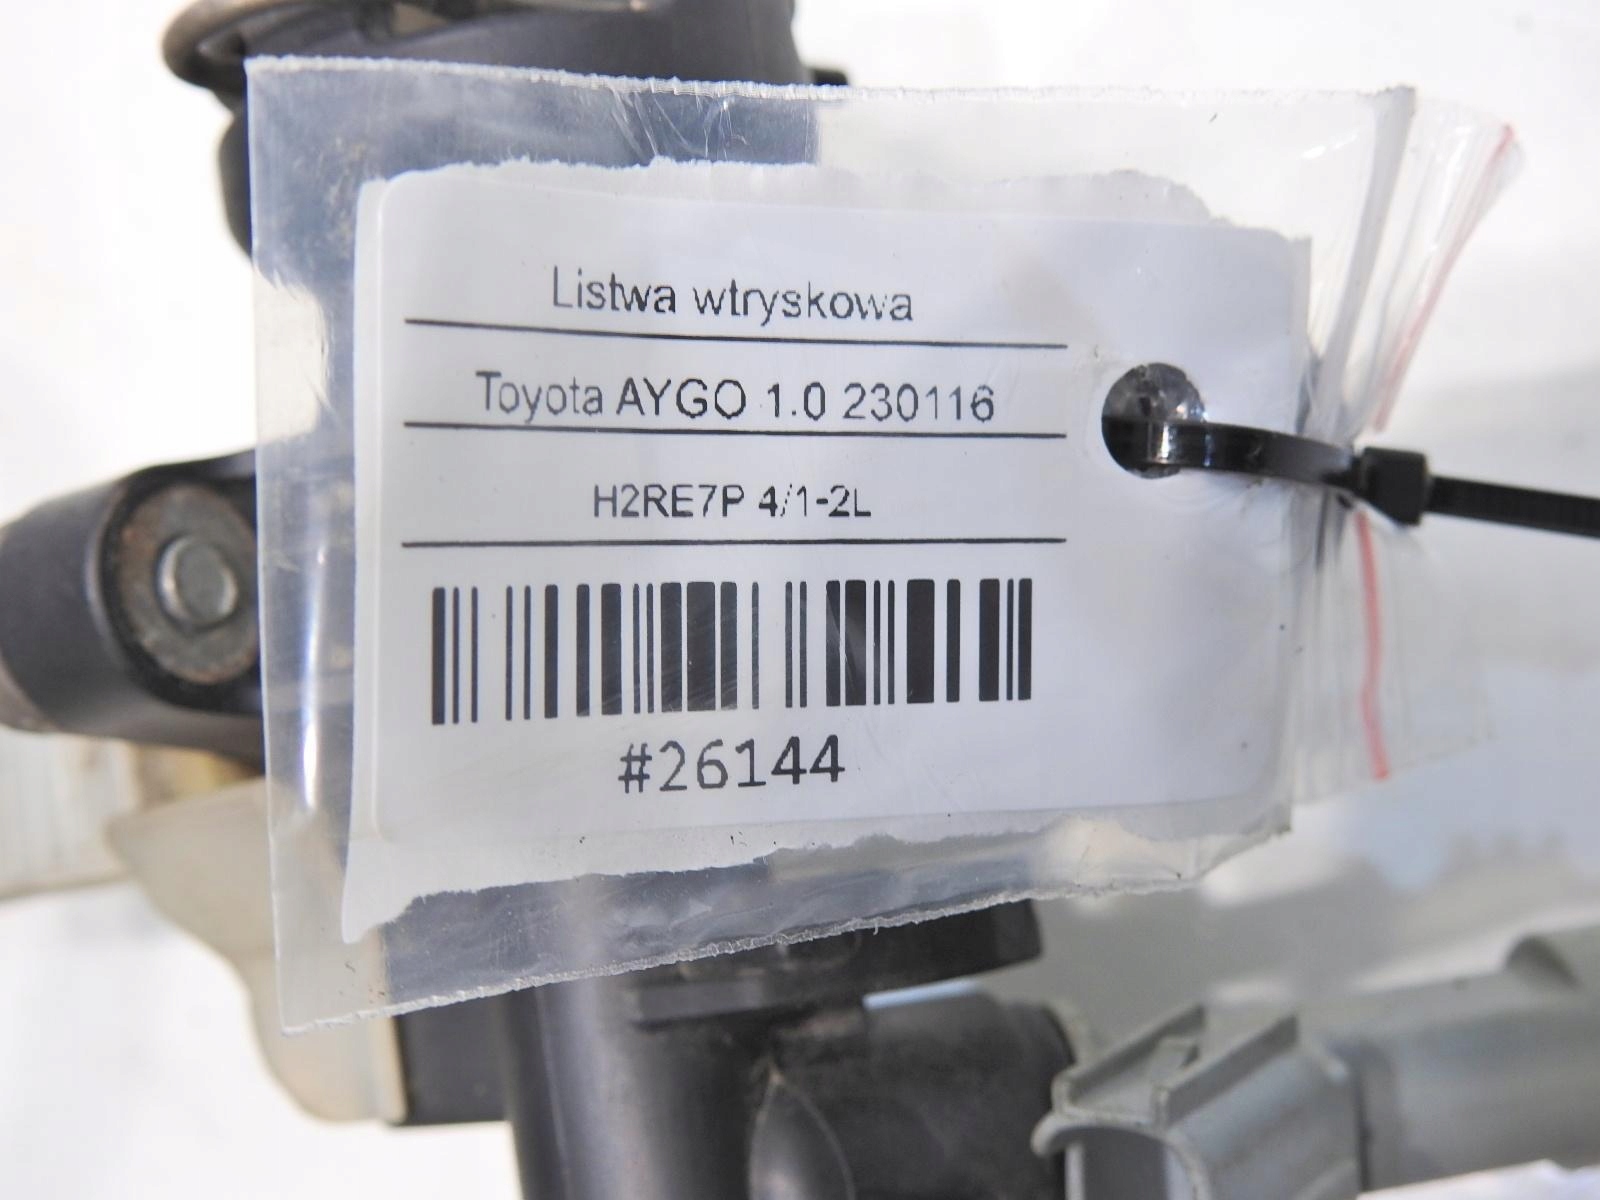 Listwa wtryskowa
Toyota AYGO 1.0 230116
H2RE7P 4/1-2L
#26144